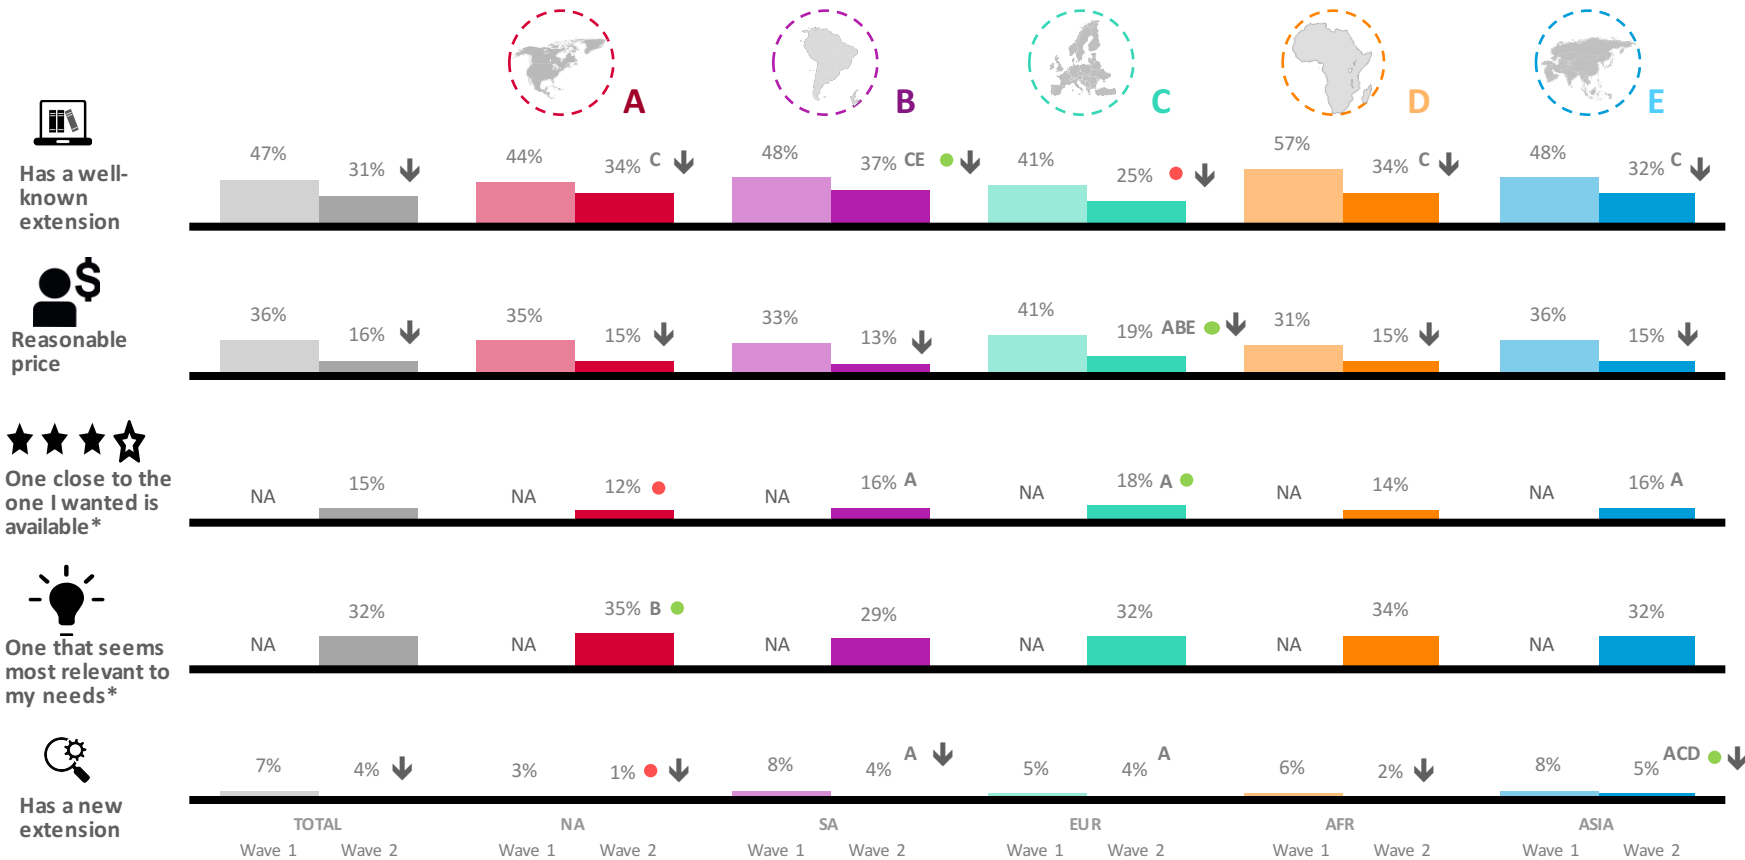 A
B
C
D
E
Has a well-
known
extension
47%
31%
44%
34% C
48%
37% CE
41%
25%
57%
34% C
48%
32% C
$
Reasonable
price
36%
16%
35%
15%
33%
13%
41%
19% ABE
31%
15%
36%
15%
One close to the
one I wanted is
available*
NA
15%
NA
12%
NA
16% A
NA
18% A
NA
14%
NA
16% A
One that seems
most relevant to
my needs*
NA
32%
NA
35% B
NA
29%
NA
32%
NA
34%
NA
32%
Has a new
extension
7%
4%
3%
1%
8%
4% A
5%
4% A
6%
2%
8%
5% ACD
TOTAL
NA
SA
EUR
AFR
ASIA
Wave 1 Wave 2
Wave 1 Wave 2
Wave 1 Wave 2
Wave 1 Wave 2
Wave 1 Wave 2
Wave 1 Wave 2